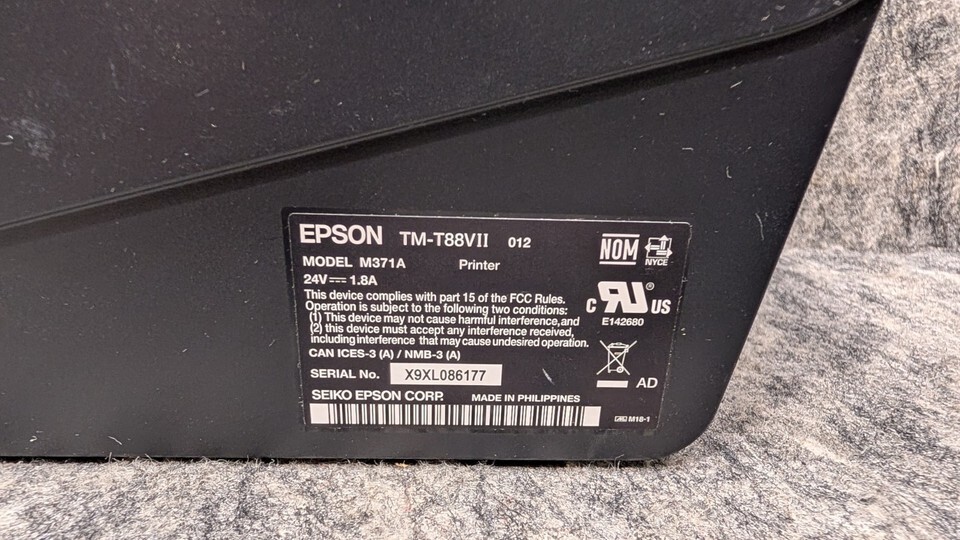 EPSON TM-T88VII 012
NOM
NYCE
MODEL M371A Printer
24V⎓1.8A
This device complies with part 15 of the FCC Rules.
Operation is subject to the following two conditions:
(1) This device may not cause harmful interference,and
(2) this device must accept any interference received,
including interference that may cause undesired operation.
C RU® US
E142680
CAN ICES-3 (A) / NMB-3 (A)
SERIAL No. X9XL086177
AD
SEIKO EPSON CORP. MADE IN PHILIPPINES
M18-1